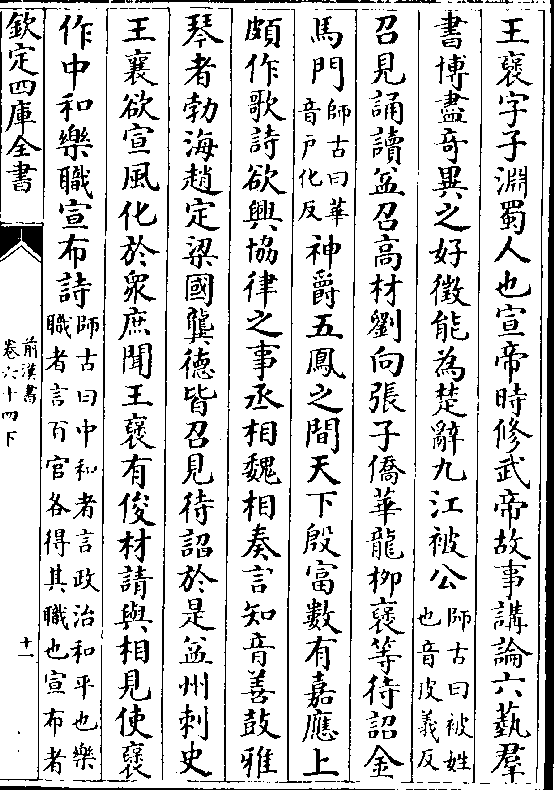 王襃字子淵蜀人也宣帝時修武帝故事講論六藝羣
書博盡竒異之好徵能為楚辭九江被公師古曰被姓也音皮義反
召見誦讀益召髙材劉向張子僑華龍栁襃等待詔金
馬門師古曰華音户化反神爵五鳳之間天下殷富數有嘉應上
頗作歌詩欲興協律之事丞相魏相奏言知音善鼓雅
琴者勃海趙定梁國龔德皆召見待詔於是益州刺史
王襄欲宣風化於衆庶聞王襃有俊材請與相見使襃
作中和樂職宣布詩師古曰中和者言政治和平也樂職者言百官各得其職也宣布者
欽定四庫全書
前漢書
卷六十四下
十一